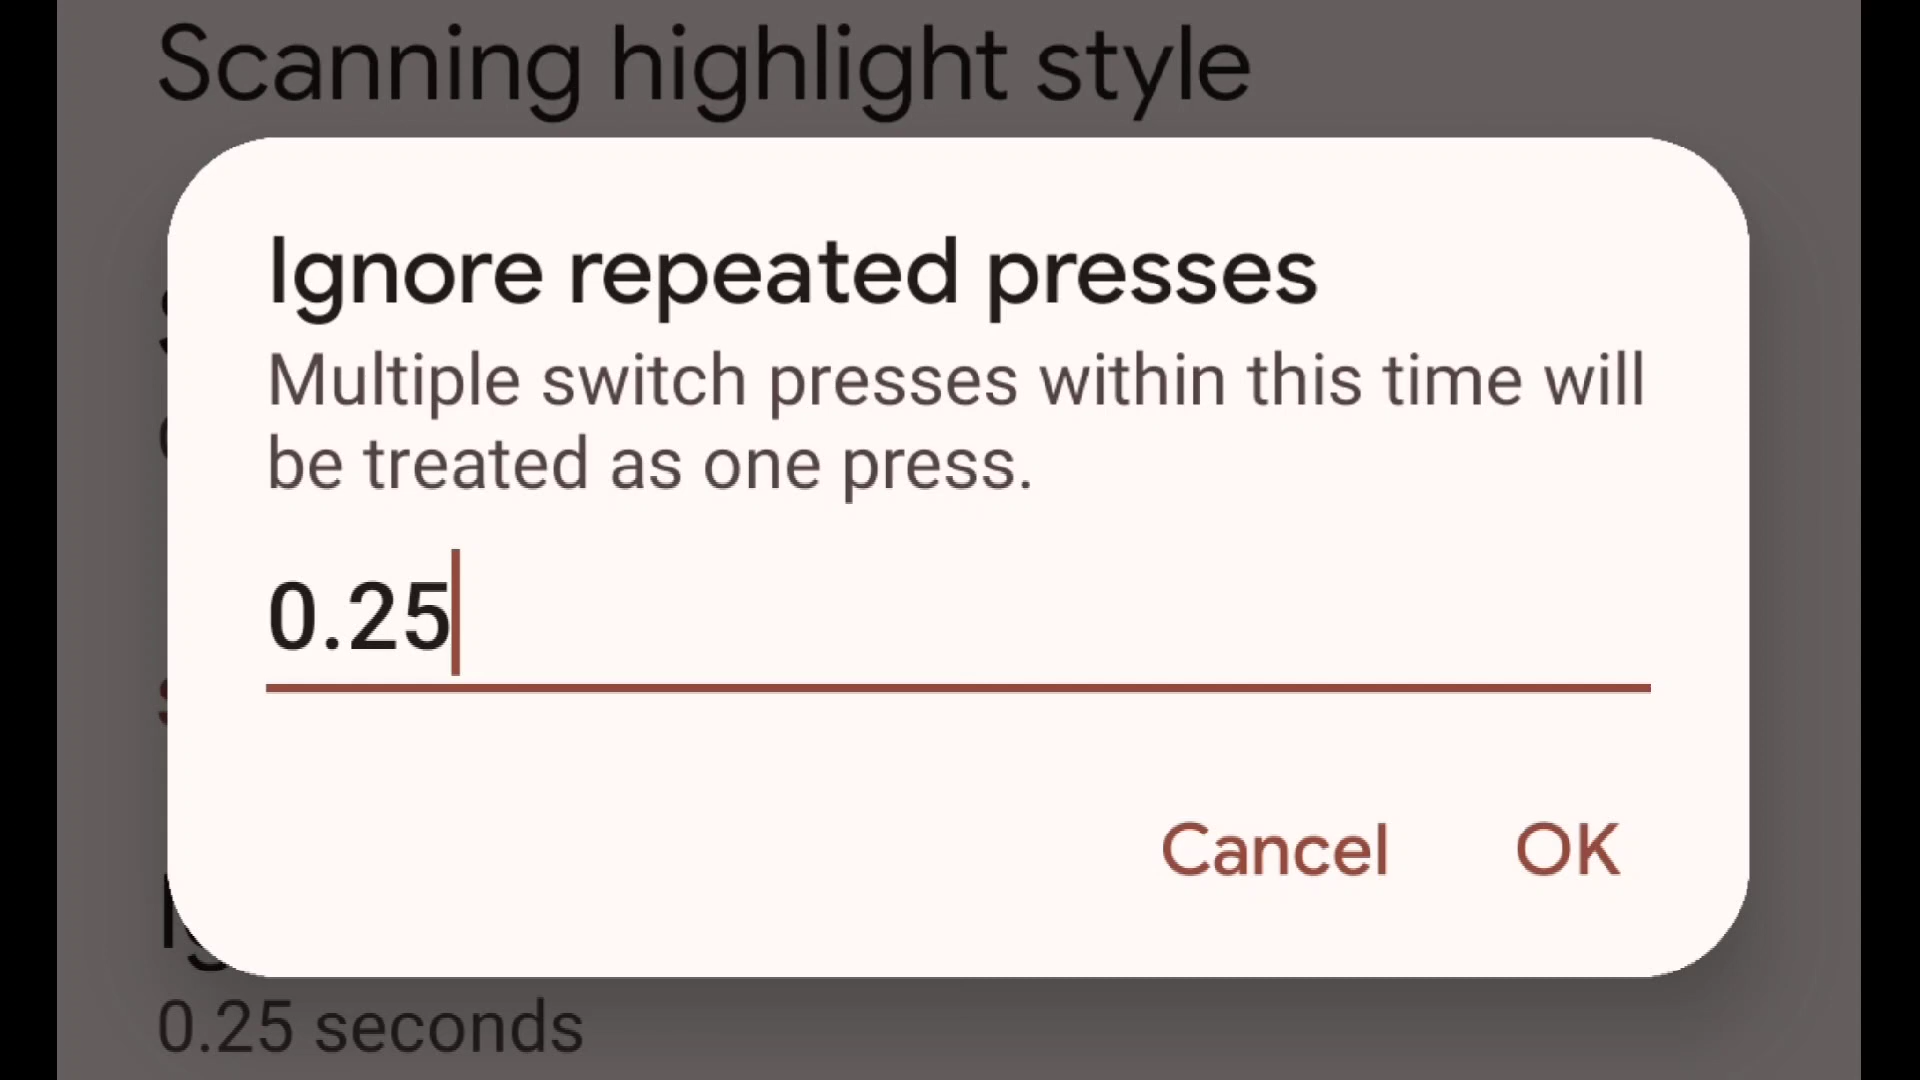 Scanning highlight style
Ignore repeated presses
Multiple switch presses within this time will
be treated as one press.
0.25
Cancel OK
0.25 seconds